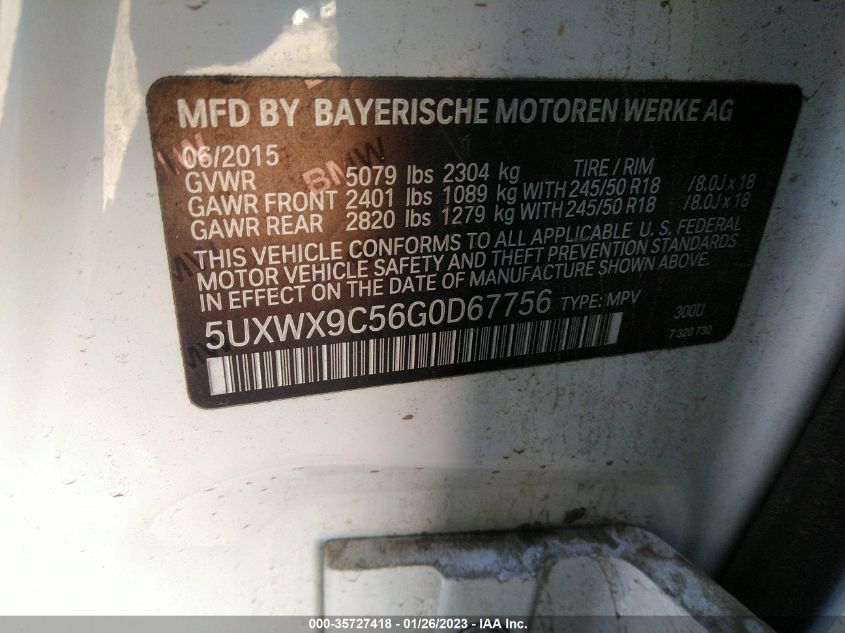 MFD BY BAYERISCHE MOTOREN WERKE AG
06/2015 TIRE / RIM
GVWR 5079 lbs 2304 kg
GAWR FRONT 2401 lbs 1089 kg WITH 245/50 R18 /8.0J x 18
GAWR REAR 2820 lbs 1279 kg WITH 245/50 R18 /8.0J x 18
THIS VEHICLE CONFORMS TO ALL APPLICABLE U.S. FEDERAL
MOTOR VEHICLE SAFETY AND THEFT PREVENTION STANDARDS
IN EFFECT ON THE DATE OF MANUFACTURE SHOWN ABOVE.
5UXWX9C56G0D67756 TYPE: MPV 300U
7320730
BMW
000-35727418 - 01/26/2023 - IAA Inc.